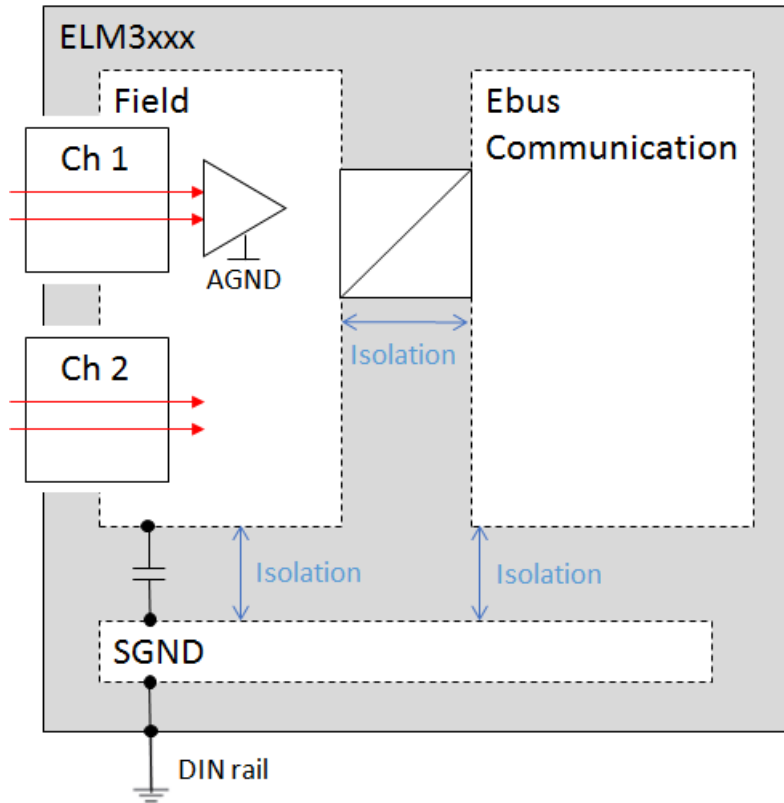 ELM3xxx
Field
Ebus
Communication
Ch 1
AGND
Isolation
Ch 2
Isolation
Isolation
SGND
DIN rail